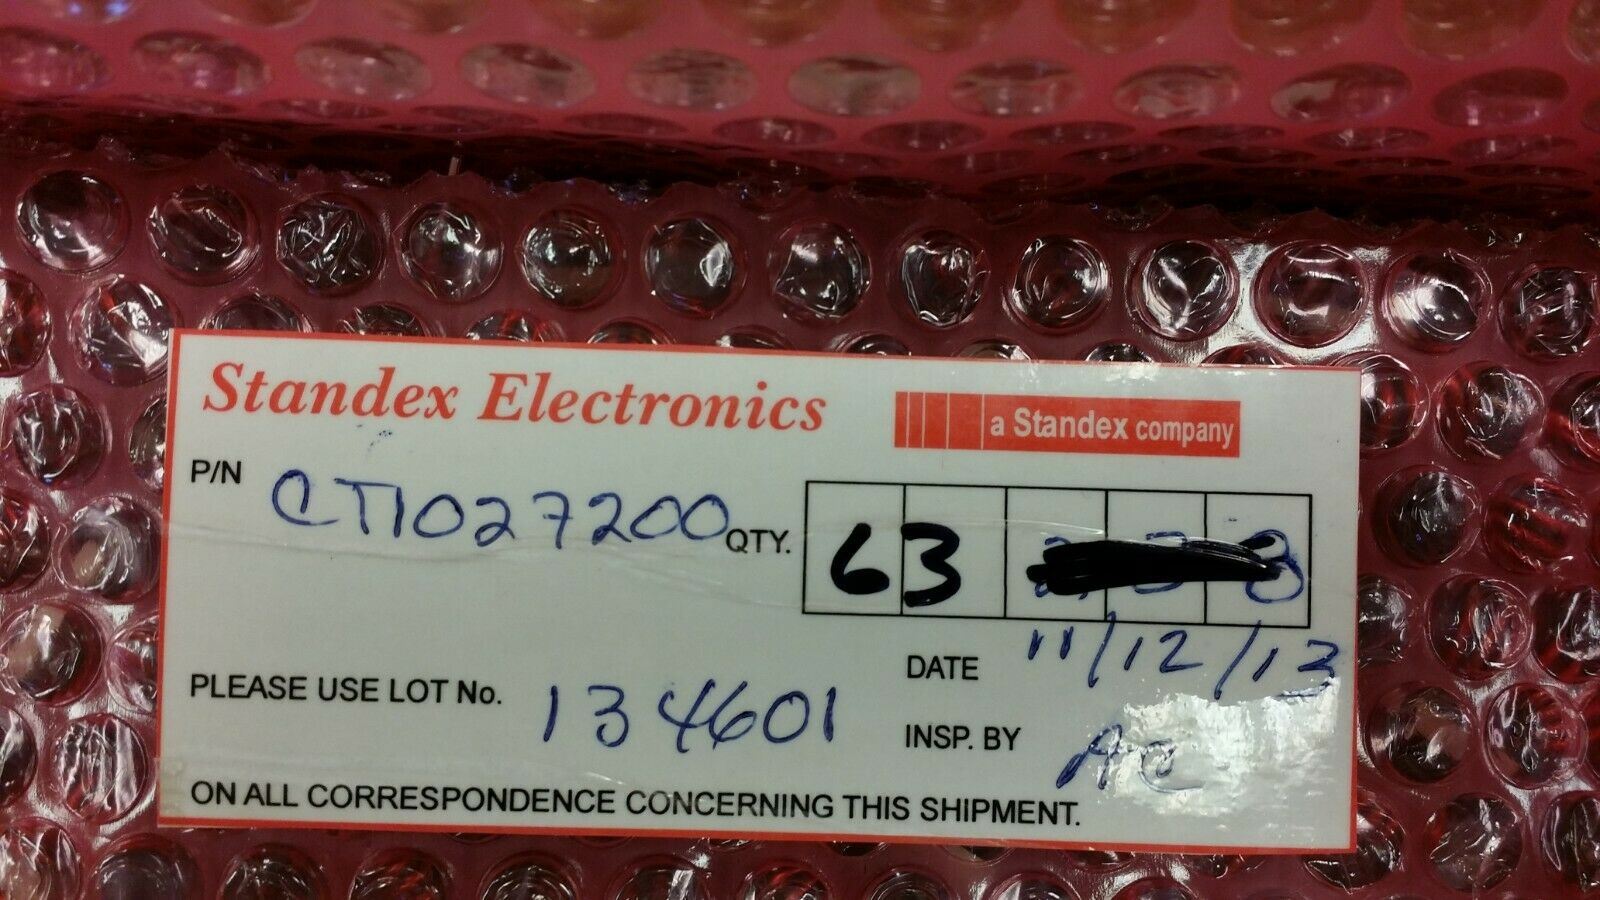 Standex Electronics
a Standex company
P/N CT1027200
QTY. 63
DATE 11/12/13
PLEASE USE LOT No. 134601
INSP. BY
ON ALL CORRESPONDENCE CONCERNING THIS SHIPMENT.